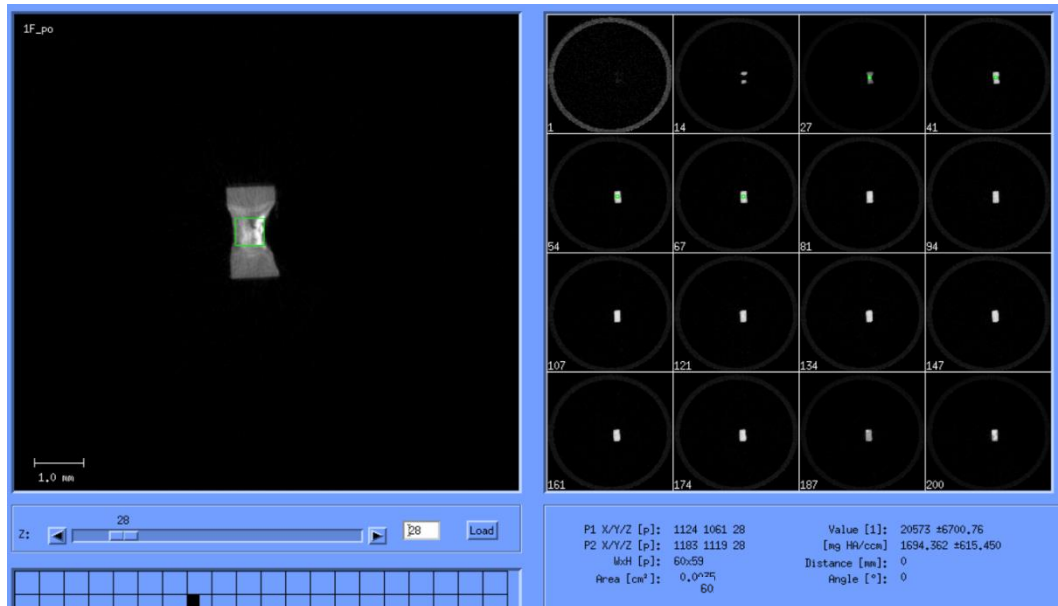 1F_po
1.0 mm
1
14
27
41
54
67
81
94
107
121
134
147
161
174
187
200
Z:
28
28
Load
P1 X/Y/Z [p]: 1124 1061 28
P2 X/Y/Z [p]: 1183 1119 28
WxH [p]: 60x59
Area [cm²]:
60
Value [1]: 20573 ±6700.76
[mg HA/ccm] 1694.362 ±615.450
Distance [mm]: 0
Angle [°]: 0